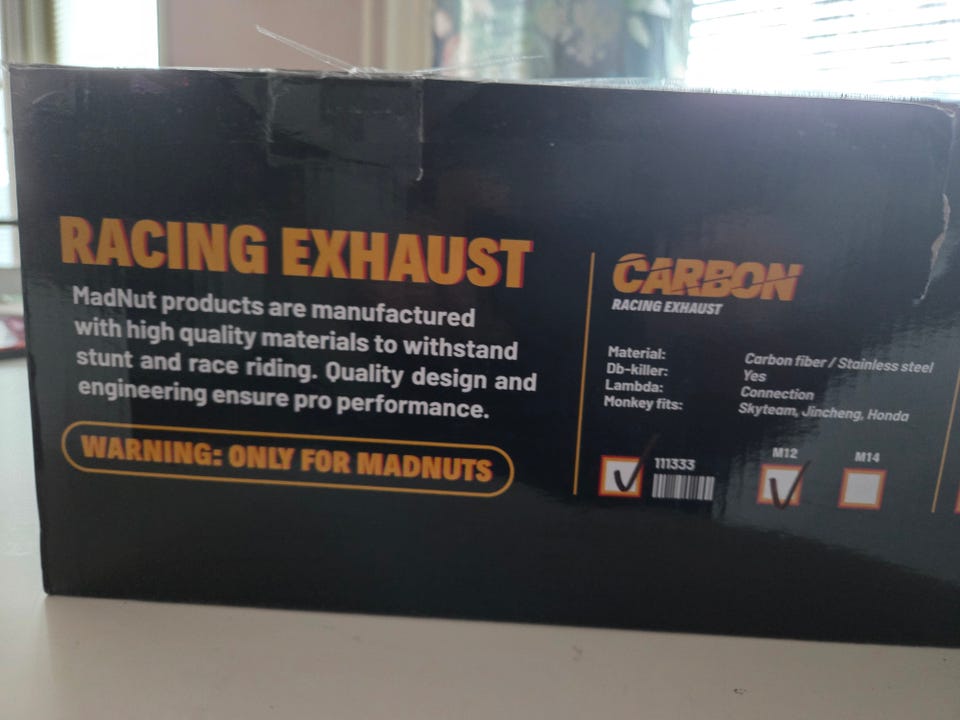 RACING EXHAUST
MadNut products are manufactured
with high quality materials to withstand
stunt and race riding. Quality design and
engineering ensure pro performance.
WARNING: ONLY FOR MADNUTS
CARBON
RACING EXHAUST
Material: Carbon fiber / Stainless steel
Db-killer: Yes
Lambda: Connection
Monkey fits: Skyteam, Jincheng, Honda
111333
M12
M14